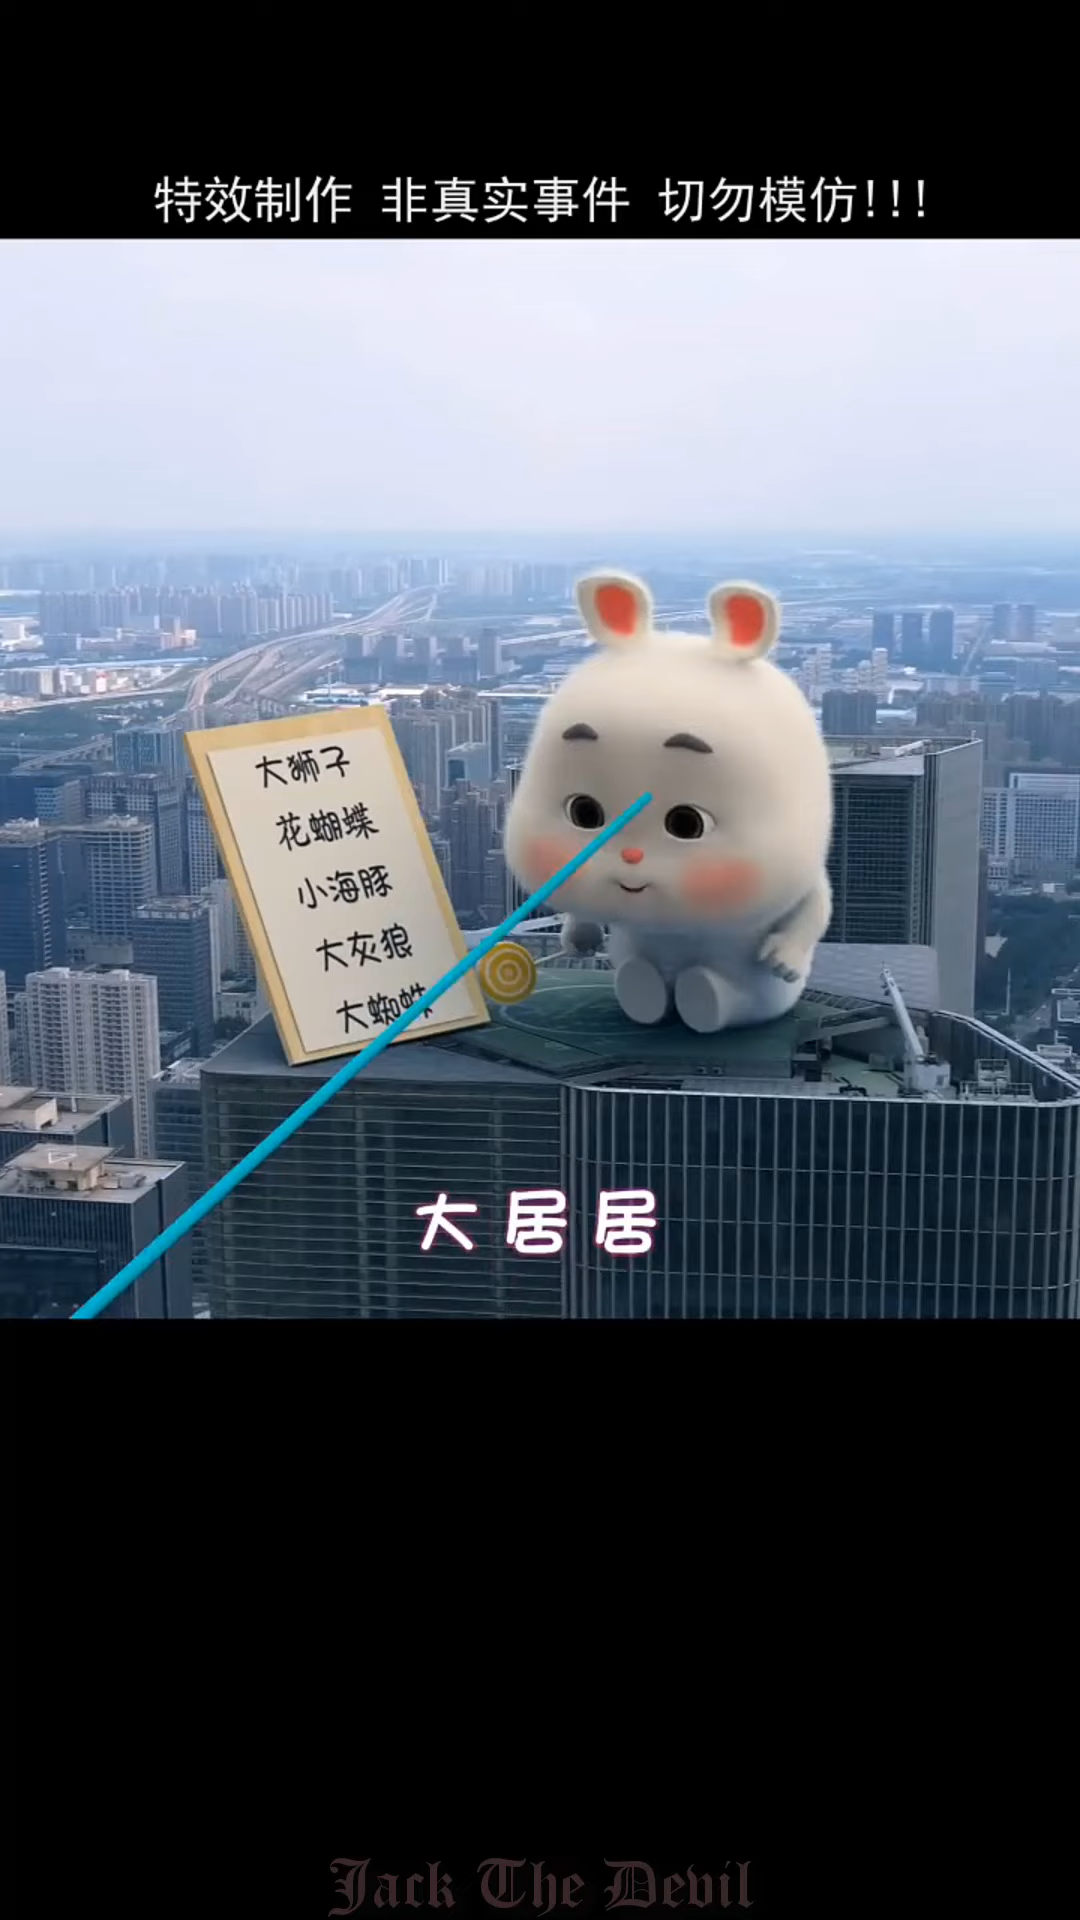 特效制作 非真实事件 切勿模仿!!!
大狮子
花蝴蝶
小海豚
大灰狼
大蜘蛛
大居居
Jack The Devil